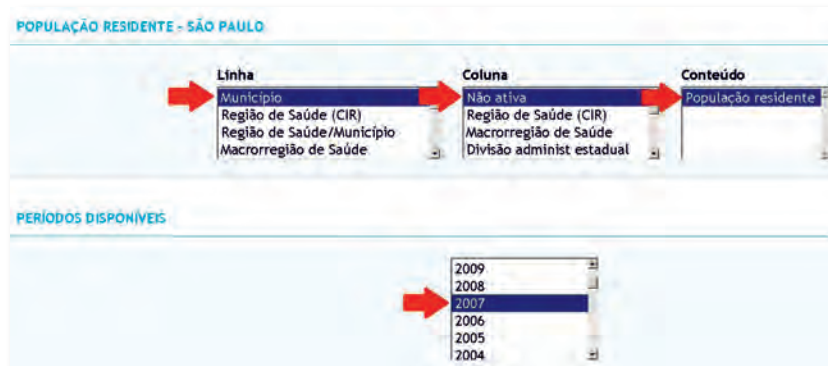 POPULAÇÃO RESIDENTE - SÃO PAULO
Linha
Município
Região de Saúde (CIR)
Região de Saúde/Município
Macrorregião de Saúde
Coluna
Não ativa
Região de Saúde (CIR)
Macrorregião de Saúde
Divisão administ estadual
Conteúdo
População residente
PERÍODOS DISPONÍVEIS
2009
2008
2007
2006
2005
2004